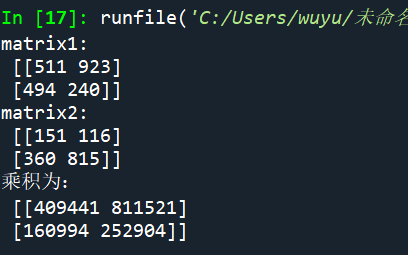 In [17]: runfile('C:/Users/wuyu/未命名
matrix1:
[[511 923]
[494 240]]
matrix2:
[[151 116]
[360 815]]
乘积为:
[[409441 811521]
[160994 252904]]